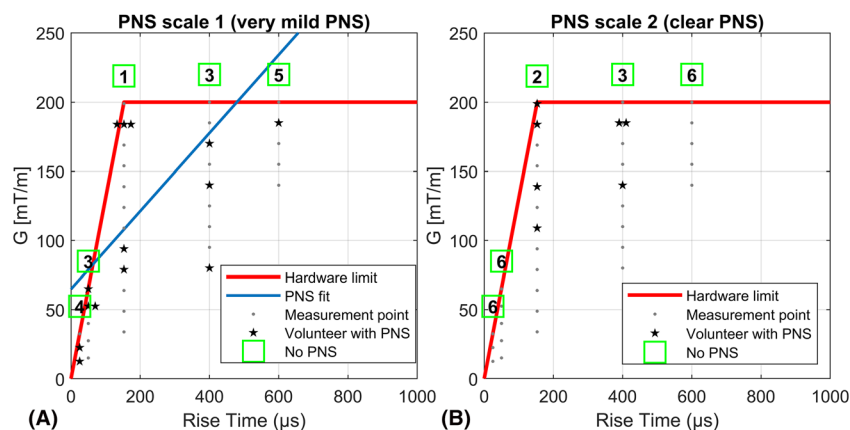 PNS scale 1 (very mild PNS)
250
200
150
100
50
0
G [mT/m]
1
3
5
3
4
Hardware limit
PNS fit
Measurement point
Volunteer with PNS
No PNS
0
200
400
600
800
1000
Rise Time (µs)
(A)
PNS scale 2 (clear PNS)
250
200
150
100
50
0
G [mT/m]
2
3
6
6
6
Hardware limit
Measurement point
Volunteer with PNS
No PNS
0
200
400
600
800
1000
Rise Time (µs)
(B)